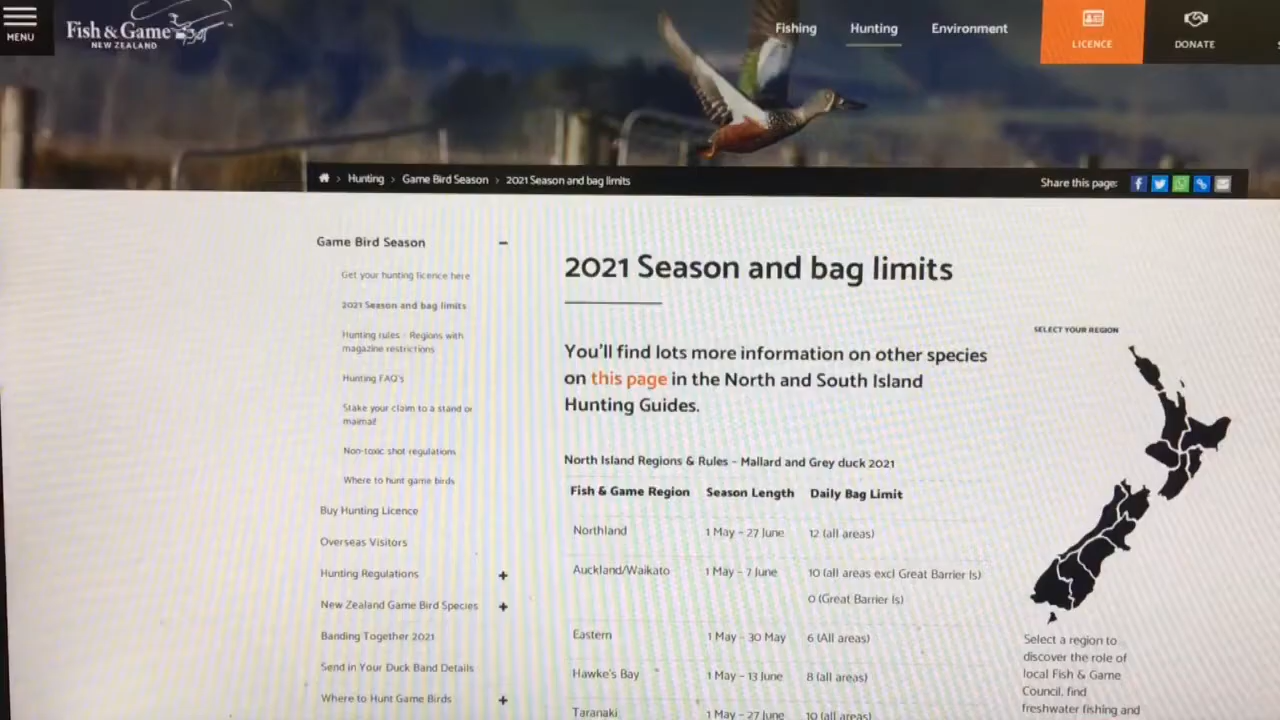 MENU
Fish & Game
NEW ZEALAND
Fishing
Hunting
Environment
LICENCE
DONATE
Hunting > Game Bird Season > 2021 Season and bag limits
Share this page:
Game Bird Season −
Get your hunting licence here
2021 Season and bag limits
Hunting rules - Regions with
magazine restrictions
Hunting FAQ's
Stake your claim to a stand or
maimai!
Non-toxic shot regulations
Where to hunt game birds
Buy Hunting Licence
Overseas Visitors
Hunting Regulations +
New Zealand Game Bird Species +
Banding Together 2021
Send in Your Duck Band Details
Where to Hunt Game Birds +
2021 Season and bag limits
You'll find lots more information on other species
on this page in the North and South Island
Hunting Guides.
North Island Regions & Rules - Mallard and Grey duck 2021
Fish & Game Region Season Length Daily Bag Limit
Northland 1 May - 27 June 12 (all areas)
Auckland/Waikato 1 May - 7 June 10 (all areas excl Great Barrier Is)
0 (Great Barrier Is)
Eastern 1 May - 30 May 6 (All areas)
Hawke's Bay 1 May - 13 June 8 (all areas)
Taranaki 1 May - 27 June 10 (all areas)
SELECT YOUR REGION
Select a region to
discover the role of
local Fish & Game
Council, find
freshwater fishing and